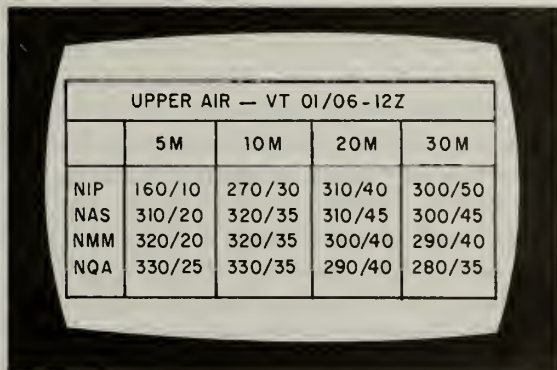 UPPER AIR — VT 01/06-12Z
5M 10M 20M 30M
NIP 160/10 270/30 310/40 300/50
NAS 310/20 320/35 310/45 300/45
NMM 320/20 320/35 300/40 290/40
NQA 330/25 330/35 290/40 280/35